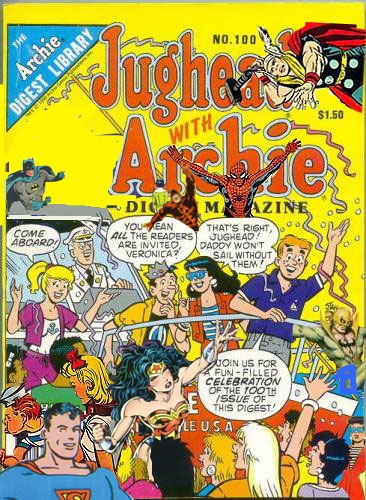 THE
Archie
DIGEST LIBRARY
NO. 100
Jughead
$1.50
WITH
Archie
MAGAZINE
COME
ABOARD!
YOU MEAN
ALL THE READERS
ARE INVITED,
VERONICA?
THAT'S RIGHT,
JUGHEAD!
DADDY WON'T
SAIL WITHOUT
THEM!
JOIN US FOR
A FUN-FILLED
CELEBRATION
OF THE 100TH
ISSUE OF
THIS DIGEST!
U.S.A.